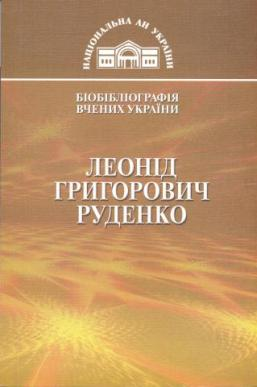 НАЦІОНАЛЬНА АН УКРАЇНИ
БІОБІБЛІОГРАФІЯ
ВЧЕНИХ УКРАЇНИ
ЛЕОНІД
ГРИГОРОВИЧ
РУДЕНКО